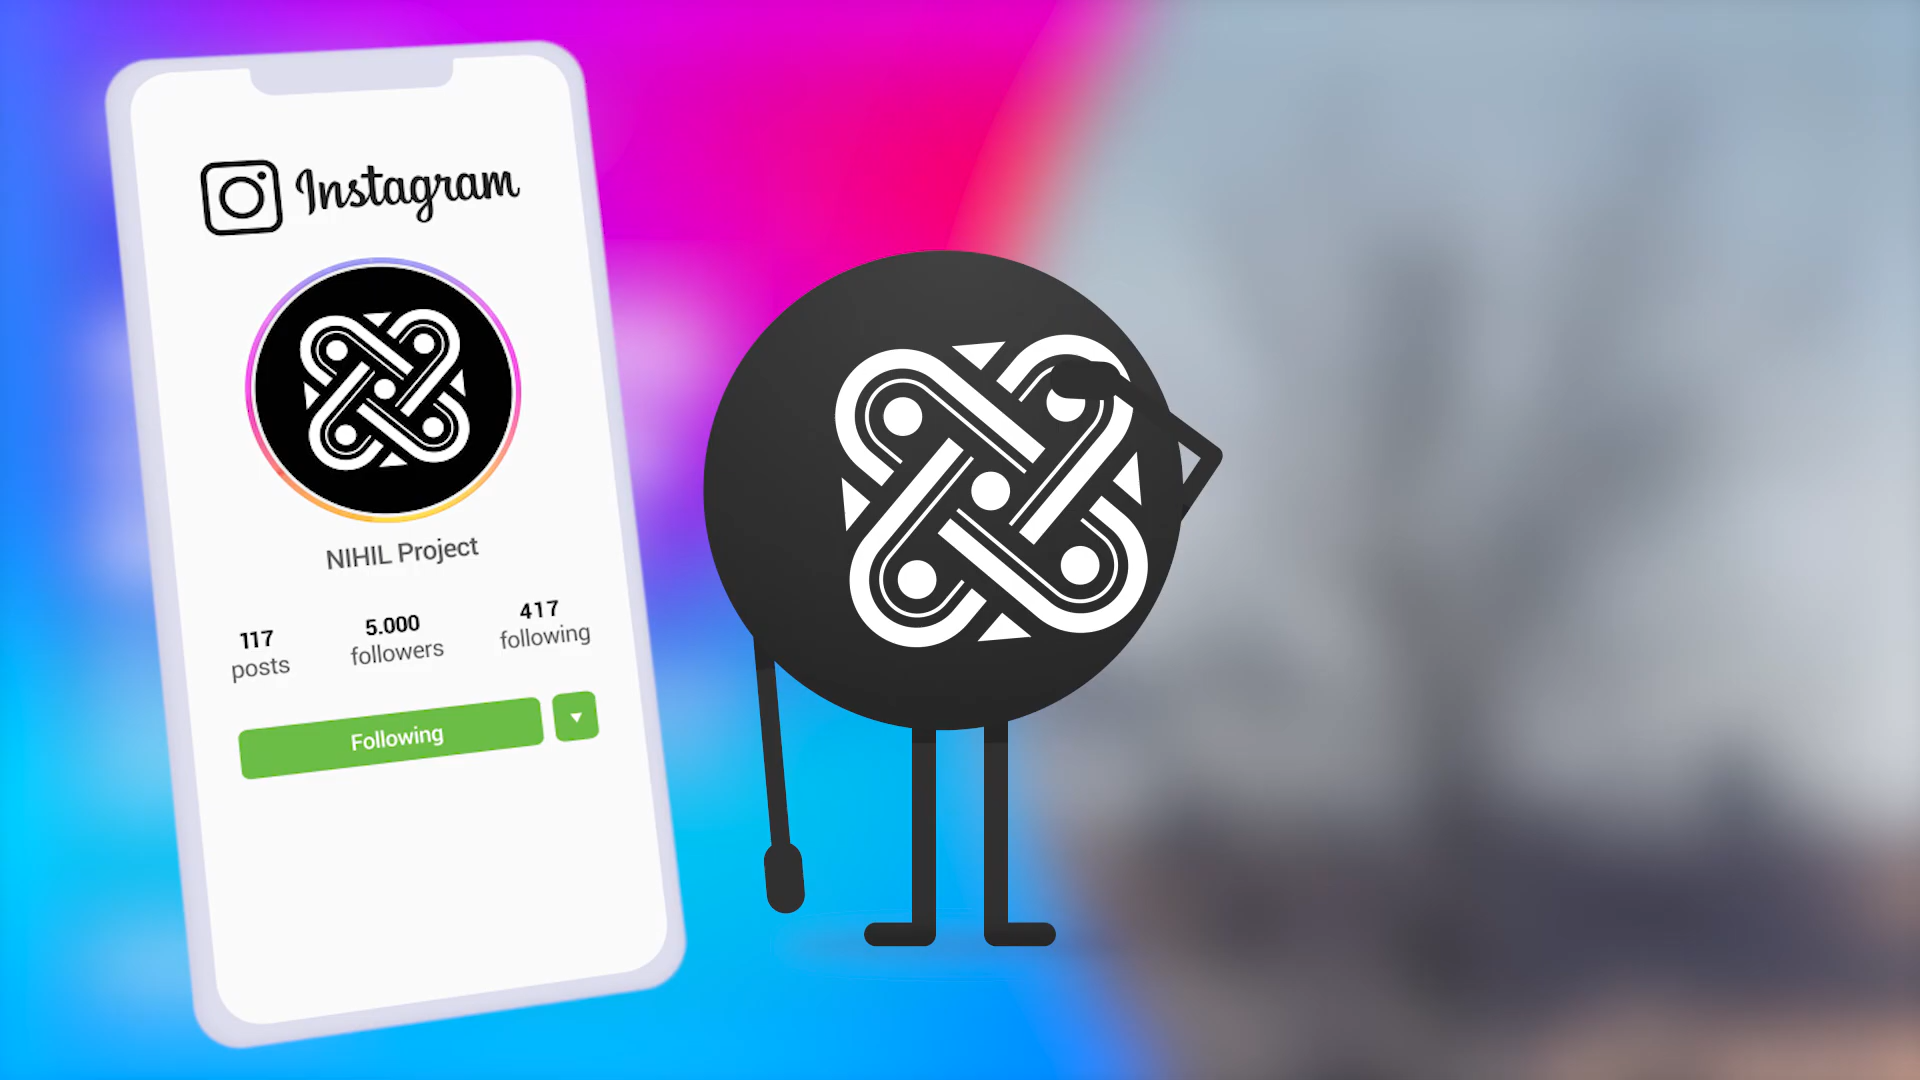 Instagram
NIHIL Project
117 5.000 417
posts followers following
Following